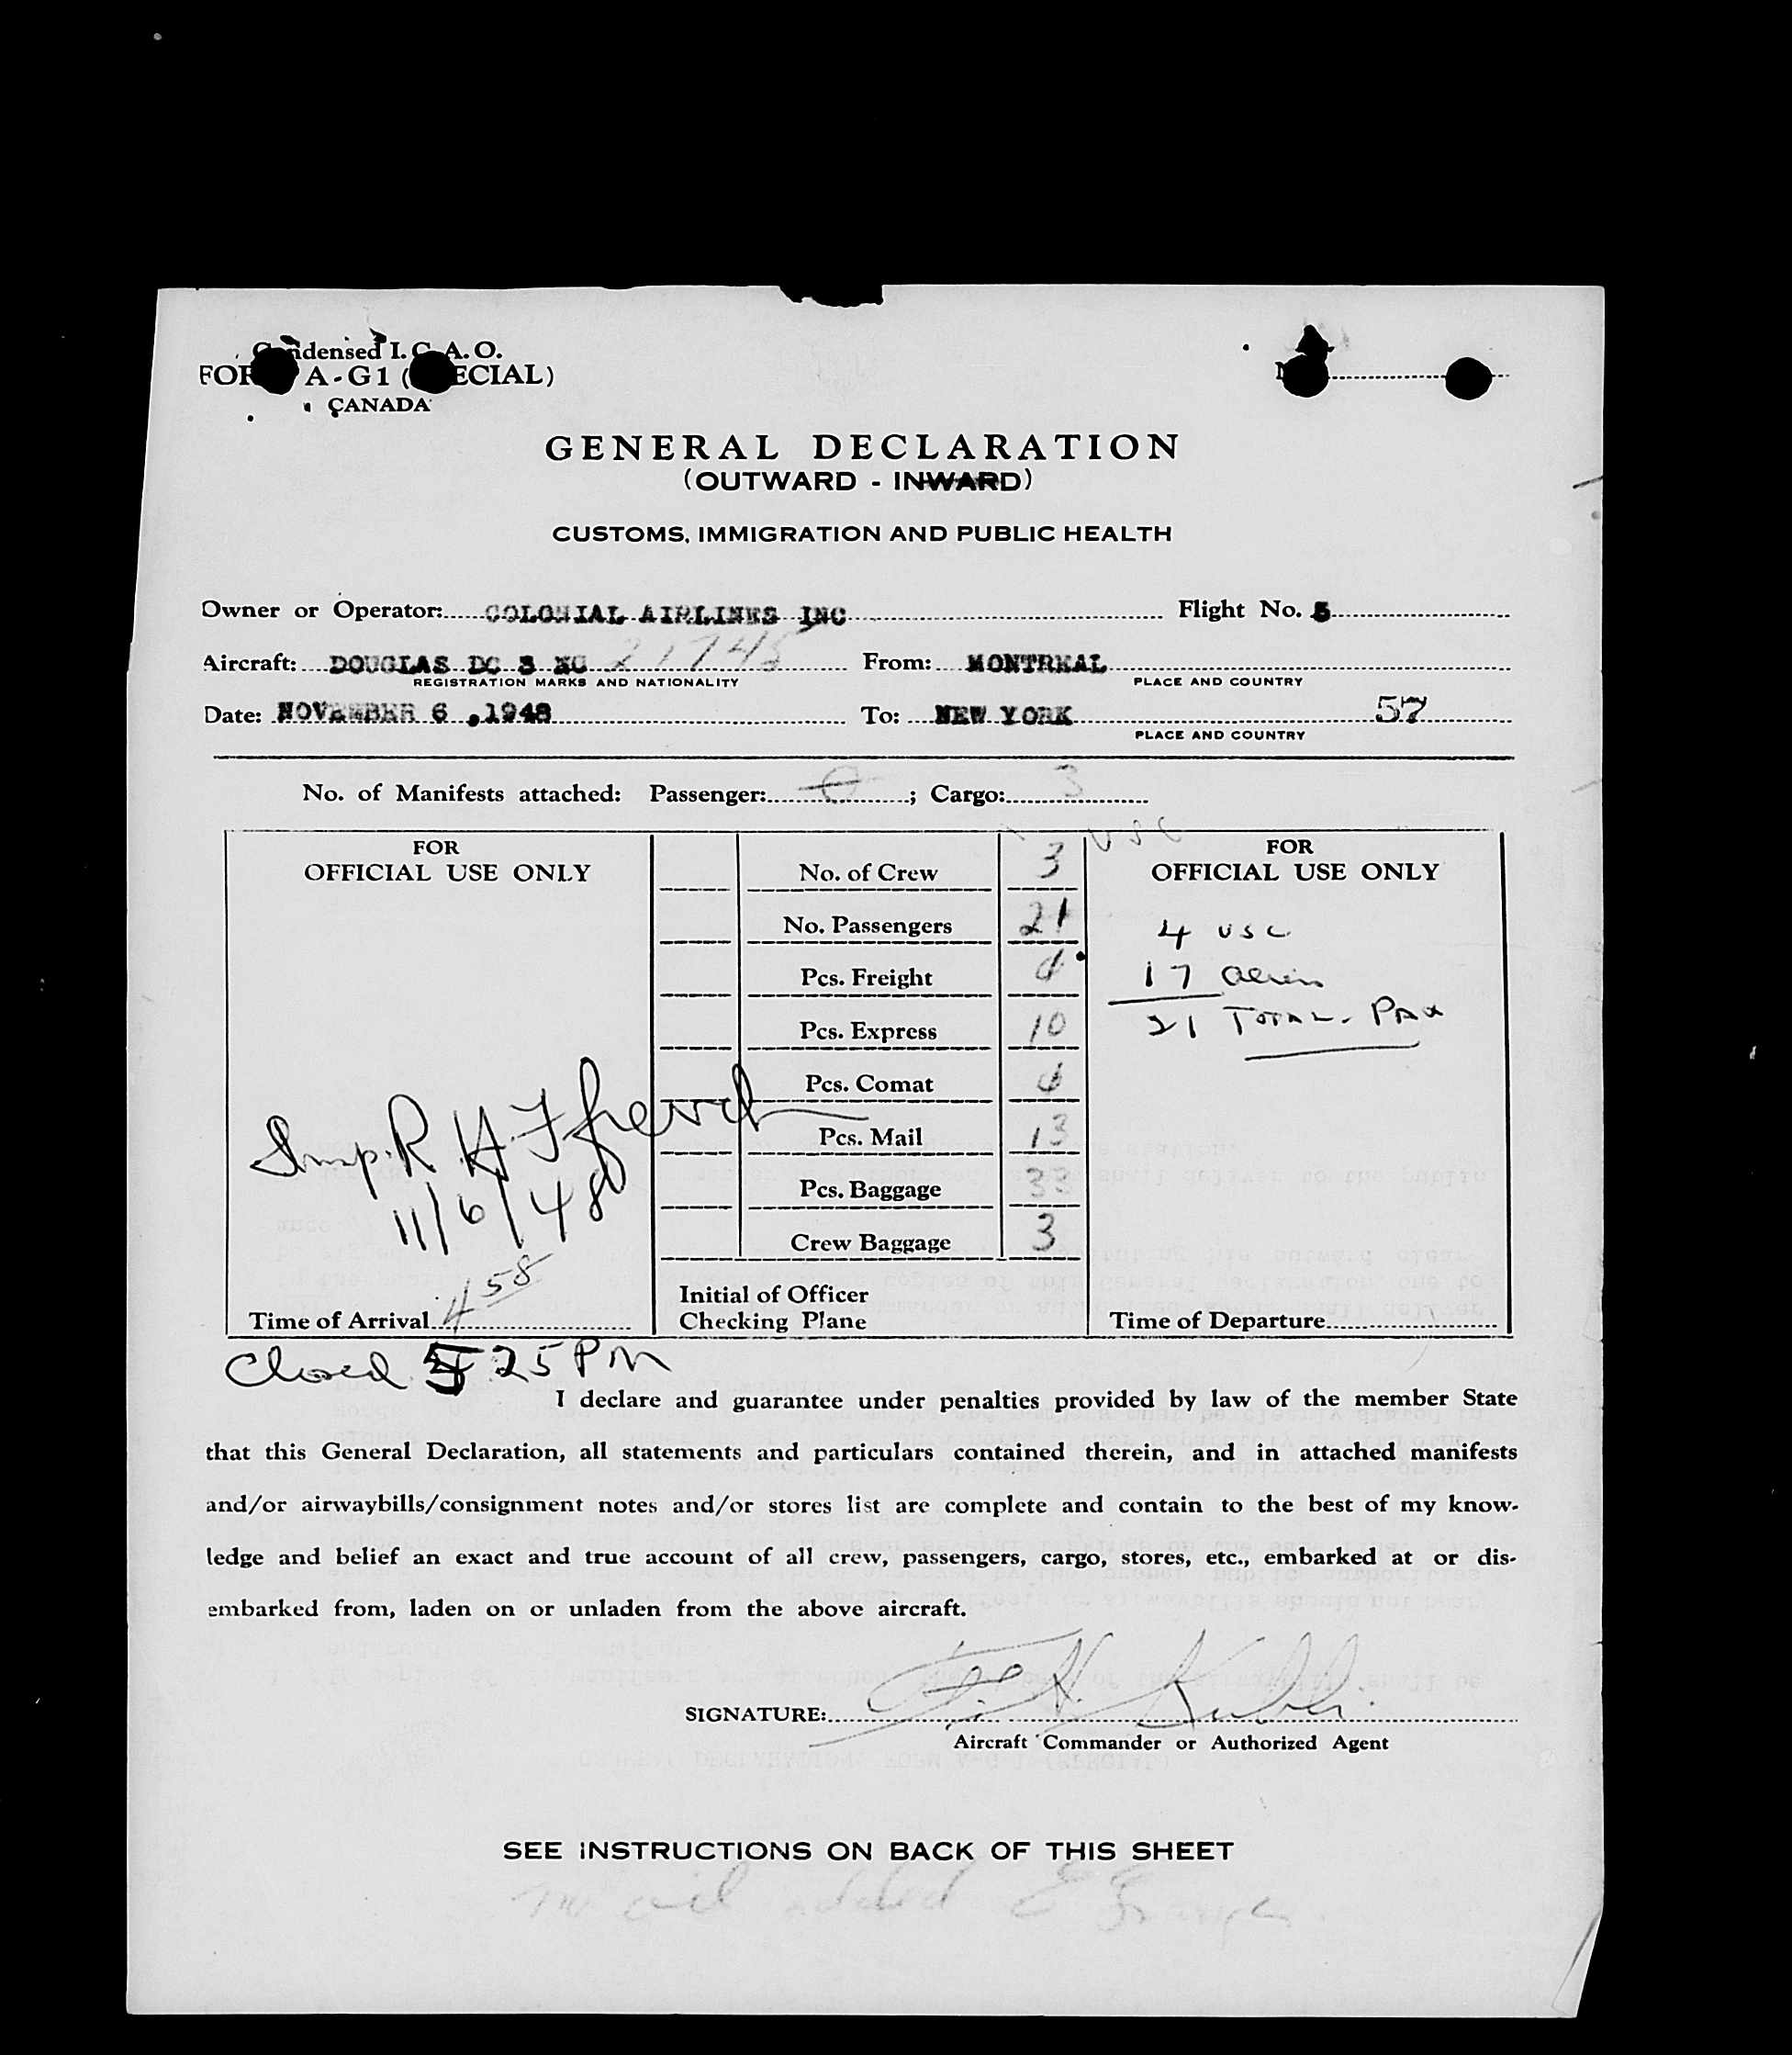 Condensed I.C.A.O.
FORM A-G1 (SPECIAL)
CANADA
GENERAL DECLARATION
(OUTWARD - INWARD)
CUSTOMS, IMMIGRATION AND PUBLIC HEALTH
Owner or Operator: COLONIAL AIRLINES INC Flight No. 5
Aircraft: DOUGLAS DC 3 NC 21745 From: MONTREAL
REGISTRATION MARKS AND NATIONALITY PLACE AND COUNTRY
Date: NOVEMBER 6, 1948 To: NEW YORK 57
PLACE AND COUNTRY
No. of Manifests attached: Passenger: 0; Cargo: 3
USC
FOR
OFFICIAL USE ONLY
No. of Crew 3
No. Passengers 21
Pcs. Freight
Pcs. Express 10
Pcs. Comat
Pcs. Mail 13
Pcs. Baggage 33
Crew Baggage 3
FOR
OFFICIAL USE ONLY
4 USC
17 alien
21 TOTAL PAX
Insp. R. H. French
11/6/48
Time of Arrival 4 58
Initial of Officer
Checking Plane
Time of Departure
Closed 5 25 PM
I declare and guarantee under penalties provided by law of the member State
that this General Declaration, all statements and particulars contained therein, and in attached manifests
and/or airwaybills/consignment notes and/or stores list are complete and contain to the best of my know-
ledge and belief an exact and true account of all crew, passengers, cargo, stores, etc., embarked at or dis-
embarked from, laden on or unladen from the above aircraft.
SIGNATURE:
Aircraft Commander or Authorized Agent
SEE INSTRUCTIONS ON BACK OF THIS SHEET
added